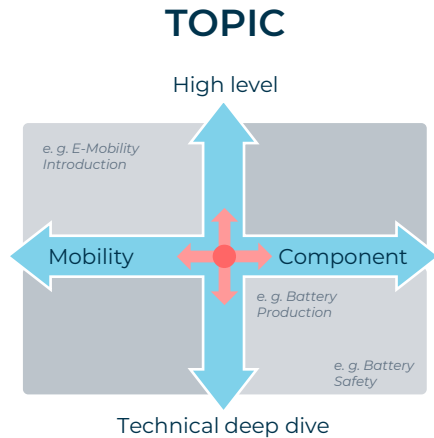 TOPIC
High level
e. g. E-Mobility
Introduction
Mobility
Component
e. g. Battery
Production
e. g. Battery
Safety
Technical deep dive